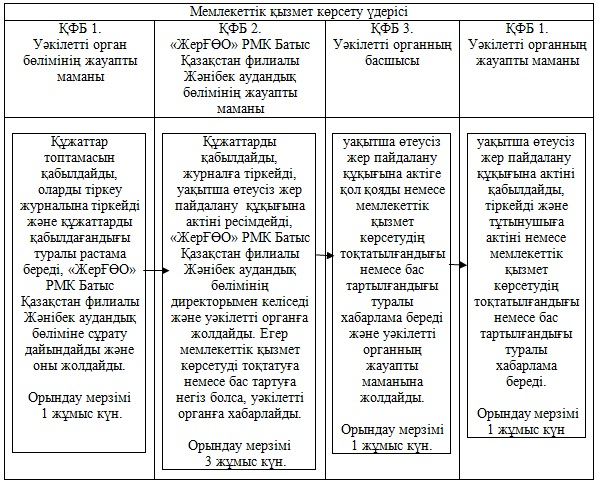 Мемлекеттік қызмет көрсету үдерісі
ҚФБ 1.
Уәкілетті орган
бөлімінің жауапты
маманы
ҚФБ 2.
«ЖерҒӨО» РМК Батыс
Қазақстан филиалы
Жәнібек аудандық
бөлімінің жауапты
маманы
ҚФБ 3.
Уәкілетті органның
басшысы
ҚФБ 1.
Уәкілетті органның
жауапты маманы
Құжаттар
топтамасын
қабылдайды,
оларды тіркеу
журналына тіркейді
және құжаттарды
қабылдағандығы
туралы растама
береді, «ЖерҒӨО»
РМК Батыс
Қазақстан филиалы
Жәнібек аудандық
бөліміне сұрату
дайындайды және
оны жолдайды.
Орындау мерзімі
1 жұмыс күн.
Құжаттарды
қабылдайды,
журналға тіркейді,
уақытша өтеусіз жер
пайдалану құқығына
актіні ресімдейді,
«ЖерҒӨО» РМК Батыс
Қазақстан филиалы
Жәнібек аудандық
бөлімінің
директорымен келіседі
және уәкілетті органға
жолдайды. Егер
мемлекеттік қызмет
көрсетуді тоқтатуға
немесе бас тартуға
негіз болса, уәкілетті
органға хабарлайды.
Орындау мерзімі
3 жұмыс күн.
уақытша өтеусіз
жер пайдалану
құқығына актіге
қол қояды немесе
мемлекеттік
қызмет
көрсетудің
тоқтатылғандығы
немесе бас
тартылғандығы
туралы
хабарлама береді
және уәкілетті
органның
жауапты
маманына
жолдайды.
Орындау мерзімі
1 жұмыс күн.
уақытша өтеусіз
жер пайдалану
құқығына актіні
қабылдайды,
тіркейді және
тұтынушыға
актіні немесе
мемлекеттік
қызмет
көрсетудің
тоқтатылғандығы
немесе бас
тартылғандығы
туралы
хабарлама
береді.
Орындау мерзімі
1 жұмыс күн